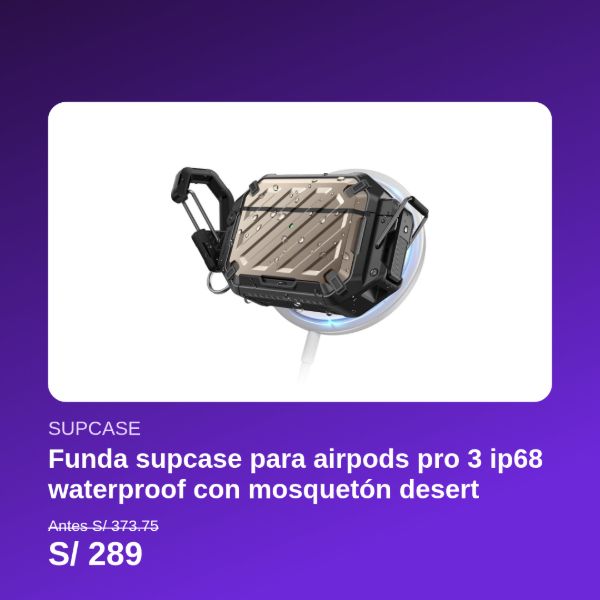 SUPCASE
Funda supcase para airpods pro 3 ip68
waterproof con mosquetón desert
Antes S/ 373.75
S/ 289